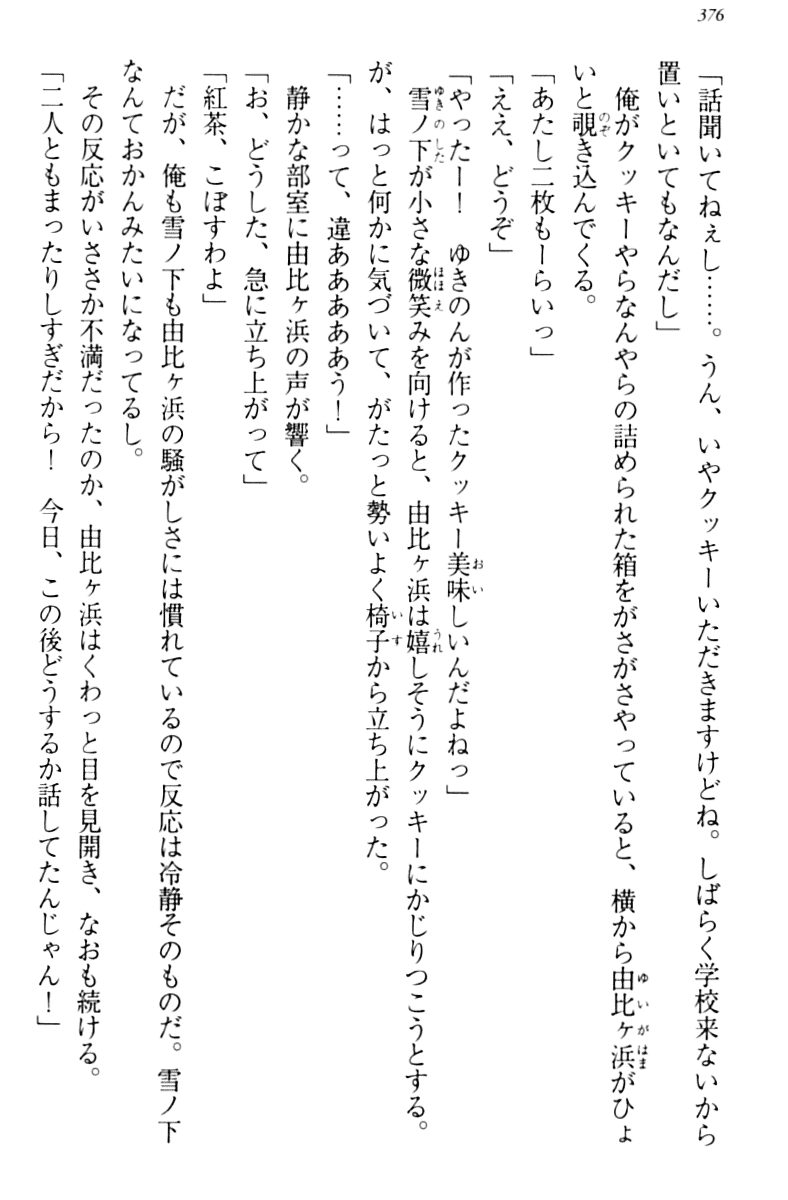 376
「話聞いてねぇし……。うん、いやクッキーいただきますけどね。しばらく学校来ないから
置いといてもなんだし」
　俺がクッキーやらなんやらの詰められた箱をがさがさやっていると、横から由比ヶ浜がひょ
いと覗き込んでくる。
「あたし二枚もーらいっ」
「ええ、どうぞ」
「やったー！　ゆきのんが作ったクッキー美味しいんだよねっ」
　雪ノ下が小さな微笑みを向けると、由比ヶ浜は嬉しそうにクッキーにかじりつこうとする。
が、はっと何かに気づいて、がたっと勢いよく椅子から立ち上がった。
「……って、違ああああう！」
　静かな部室に由比ヶ浜の声が響く。
「お、どうした、急に立ち上がって」
「紅茶、こぼすわよ」
　だが、俺も雪ノ下も由比ヶ浜の騒がしさには慣れているので反応は冷静そのものだ。雪ノ下
なんておかんみたいになってるし。
　その反応がいささか不満だったのか、由比ヶ浜はくわっと目を見開き、なおも続ける。
「二人ともまったりしすぎだから！　今日、この後どうするか話してたんじゃん！」